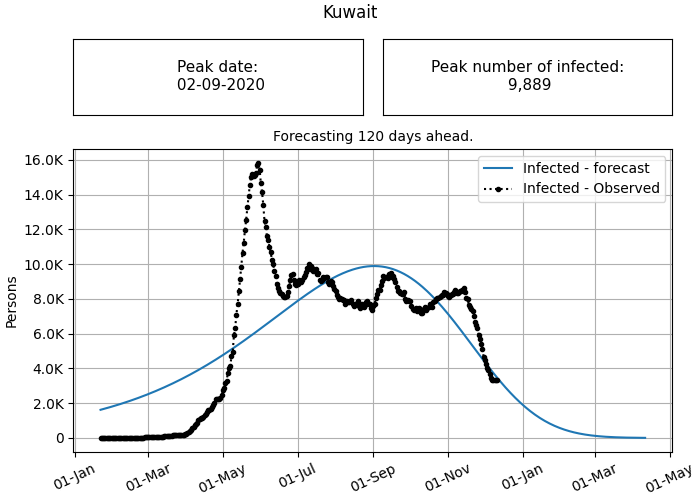 Kuwait
Peak date:
02-09-2020
Peak number of infected:
9,889
Forecasting 120 days ahead.
Infected - forecast
Infected - Observed
Persons
16.0K
14.0K
12.0K
10.0K
8.0K
6.0K
4.0K
2.0K
0
01-Jan
01-Mar
01-May
01-Jul
01-Sep
01-Nov
01-Jan
01-Mar
01-May